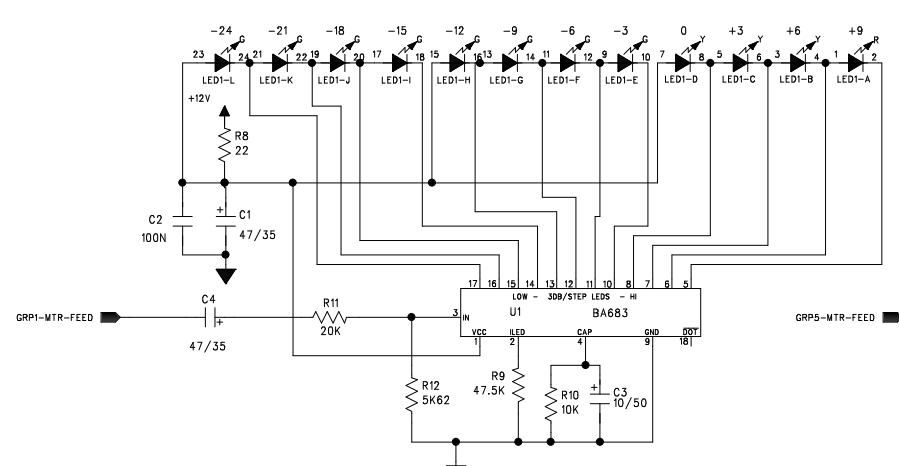 -24 -21 -18 -15 -12 -9 -6 -3 0 +3 +6 +9
G G G G G G G G Y Y Y R
23 24 21 22 19 20 17 18 15 16 13 14 11 12 9 10 7 8 5 6 3 4 1 2
LED1-L LED1-K LED1-J LED1-I LED1-H LED1-G LED1-F LED1-E LED1-D LED1-C LED1-B LED1-A
+12V
R8
22
C2
100N
+ C1
47/35
17 16 15 14 13 12 11 10 8 7 6 5
LOW - 3DB/STEP LEDS - HI
C4
+
47/35
GRP1-MTR-FEED
R11
20K
3 IN
U1 BA683
GRP5-MTR-FEED
VCC ILED CAP GND DOT
1 2 4 9 18
R12
5K62
R9
47.5K
R10
10K
+ C3
10/50